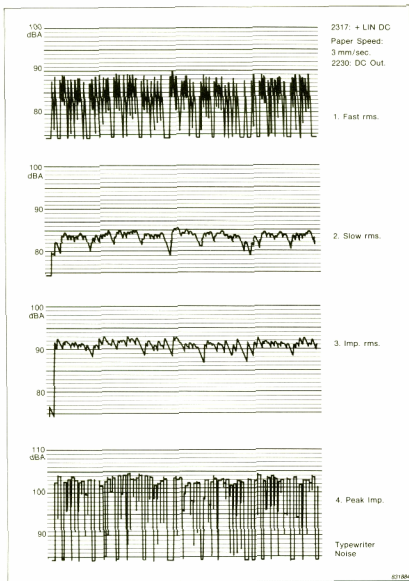 2317: + LIN DC
Paper Speed:
3 mm/sec.
2230: DC Out.
100
dBA
90
80
1. Fast rms.
100
dBA
90
80
2. Slow rms.
100
dBA
90
80
3. Imp. rms.
110
dBA
100
90
4. Peak Imp.
Typewriter
Noise
831884